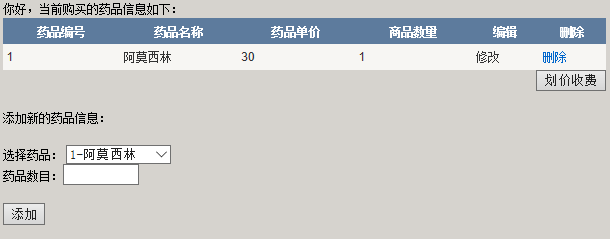 你好，当前购买的药品信息如下：
药品编号 药品名称 药品单价 商品数量 编辑 删除
1 阿莫西林 30 1 修改 删除
划价收费
添加新的药品信息：
选择药品： 1-阿莫西林
药品数目：
添加